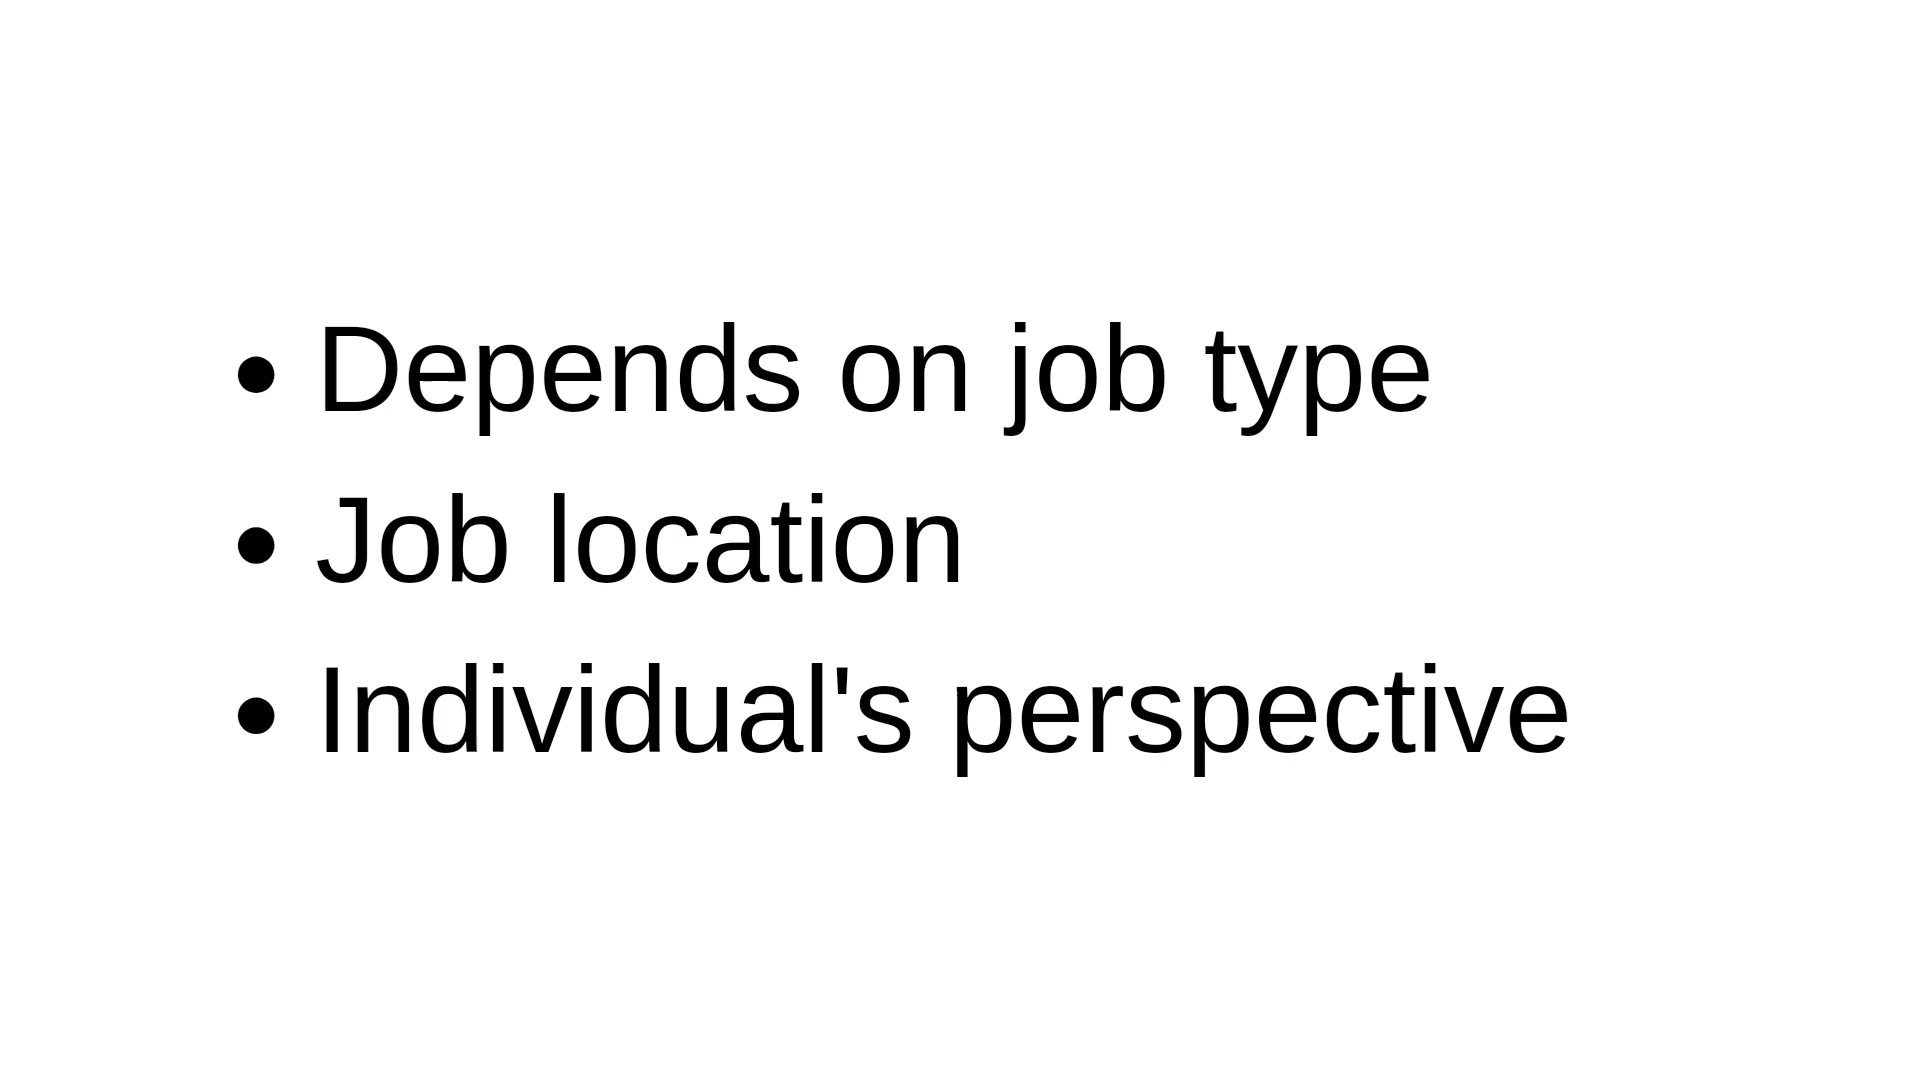 • Depends on job type
• Job location
• Individual's perspective